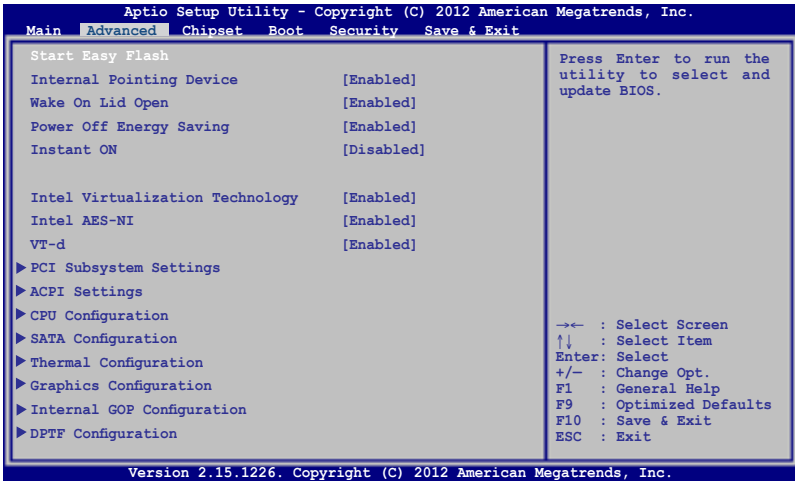 Aptio Setup Utility - Copyright (C) 2012 American Megatrends, Inc.
Main Advanced Chipset Boot Security Save & Exit
Start Easy Flash
Internal Pointing Device [Enabled]
Wake On Lid Open [Enabled]
Power Off Energy Saving [Enabled]
Instant ON [Disabled]
Intel Virtualization Technology [Enabled]
Intel AES-NI [Enabled]
VT-d [Enabled]
PCI Subsystem Settings
ACPI Settings
CPU Configuration
SATA Configuration
Thermal Configuration
Graphics Configuration
Internal GOP Configuration
DPTF Configuration
Press Enter to run the
utility to select and
update BIOS.
→← : Select Screen
↑↓ : Select Item
Enter: Select
+/— : Change Opt.
F1 : General Help
F9 : Optimized Defaults
F10 : Save & Exit
ESC : Exit
Version 2.15.1226. Copyright (C) 2012 American Megatrends, Inc.